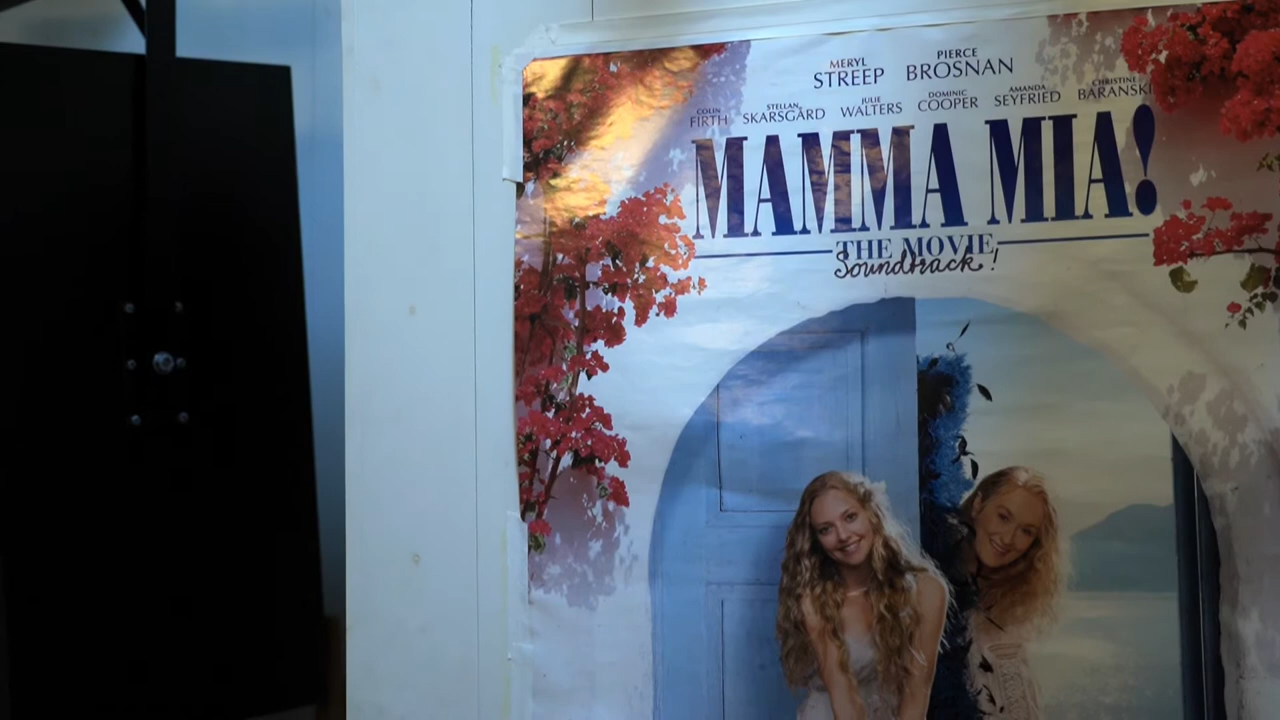 MERYL STREEP PIERCE BROSNAN
COLIN FIRTH STELLAN SKARSGÅRD JULIE WALTERS DOMINIC COOPER AMANDA SEYFRIED CHRISTINE BARANSKI
MAMMA MIA!
THE MOVIE
Soundtrack!